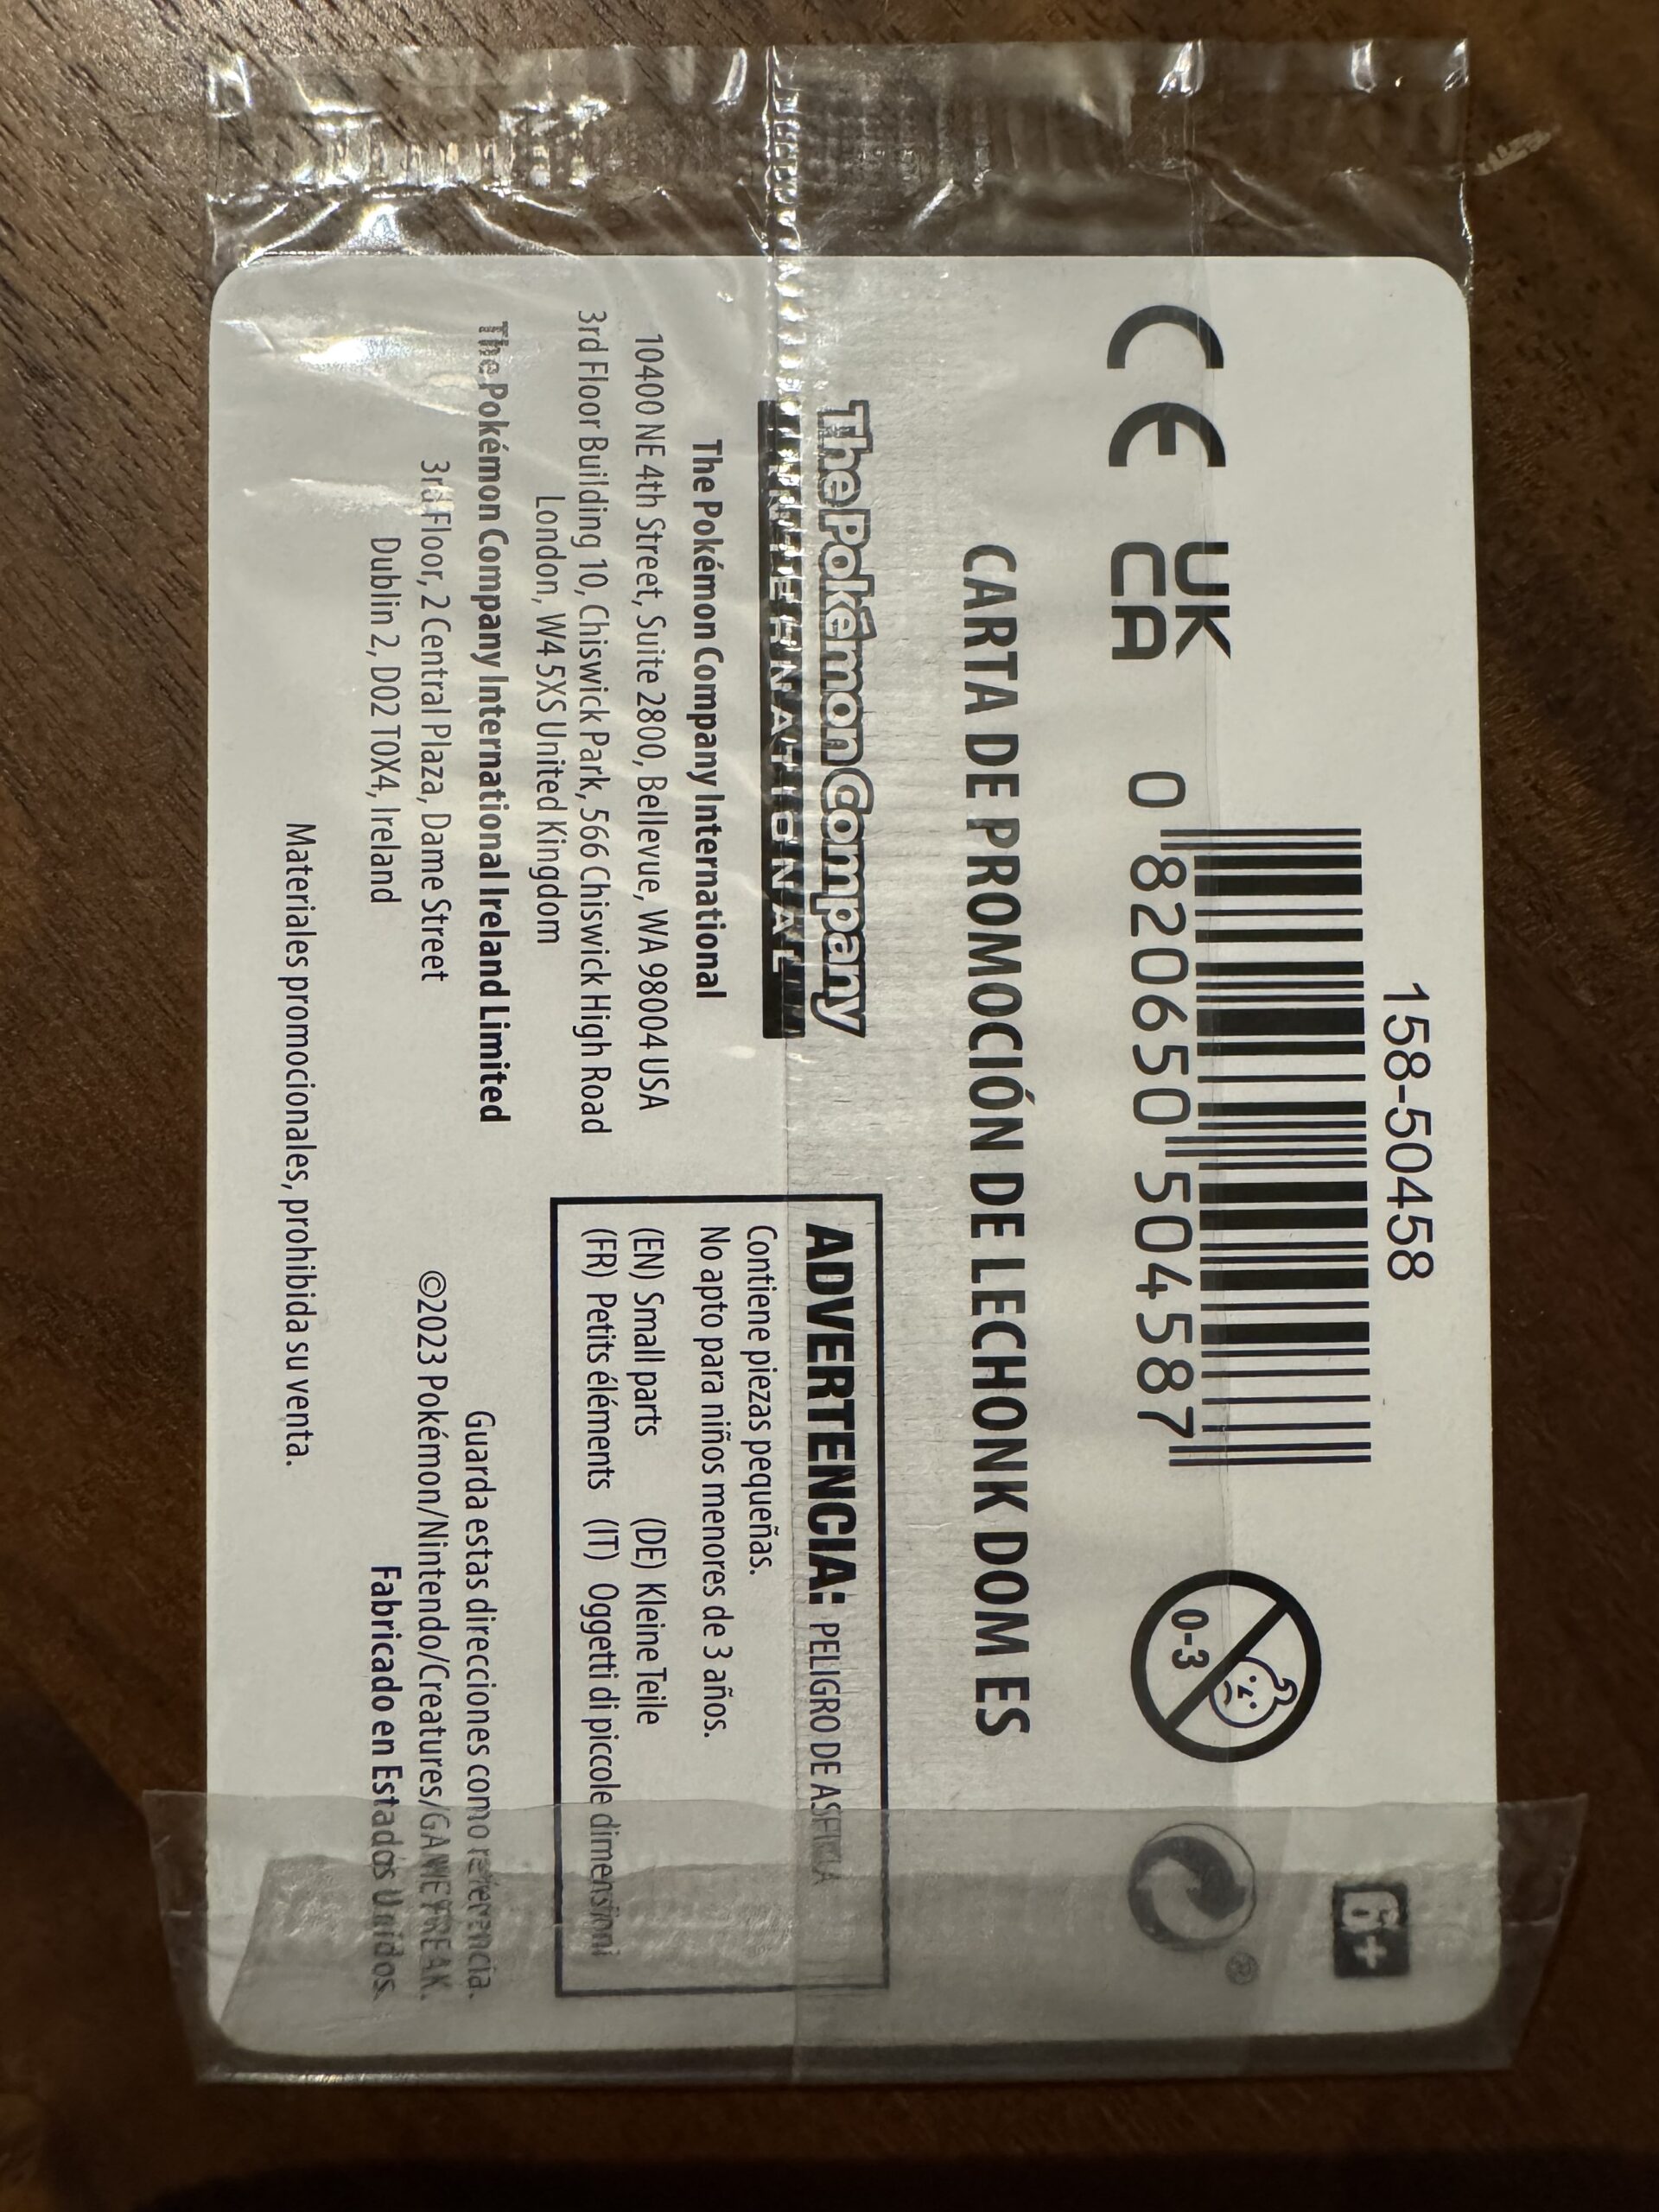 158-50458
CE
UK
CA
0 820650 504587
0-3
6+
CARTA DE PROMOCIÓN DE LECHONK DOM ES
The Pokémon Company
INTERNATIONAL
The Pokémon Company International
10400 NE 4th Street, Suite 2800, Bellevue, WA 98004 USA
3rd Floor Building 10, Chiswick Park, 566 Chiswick High Road
London, W4 5XS United Kingdom
The Pokémon Company International Ireland Limited
3rd Floor, 2 Central Plaza, Dame Street
Dublin 2, D02 T0X4, Ireland
ADVERTENCIA: PELIGRO DE ASFIXIA
Contiene piezas pequeñas.
No apto para niños menores de 3 años.
(EN) Small parts (DE) Kleine Teile
(FR) Petits éléments (IT) Oggetti di piccole dimensioni
Guarda estas direcciones como referencia.
©2023 Pokémon/Nintendo/Creatures/GAME FREAK.
Fabricado en Estados Unidos.
Materiales promocionales, prohibida su venta.